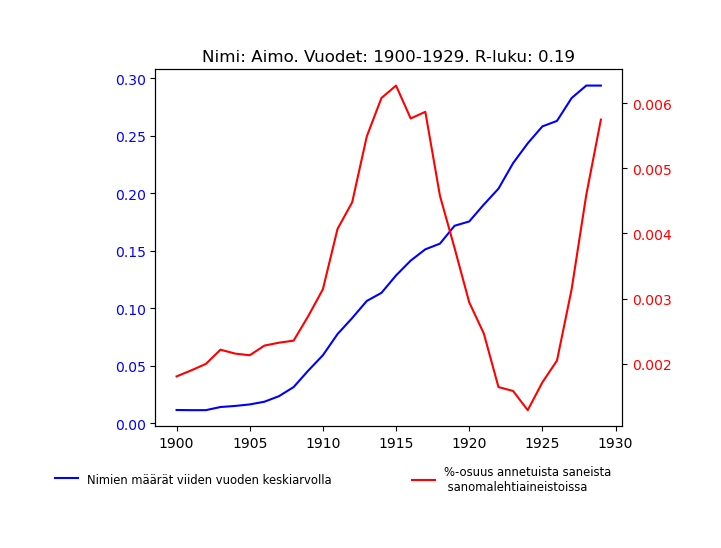 Nimi: Aimo. Vuodet: 1900-1929. R-luku: 0.19
0.30
0.25
0.20
0.15
0.10
0.05
0.00
0.006
0.005
0.004
0.003
0.002
1900 1905 1910 1915 1920 1925 1930
Nimien määrät viiden vuoden keskiarvolla
%-osuus annetuista saneista
sanomalehtiaineistoissa